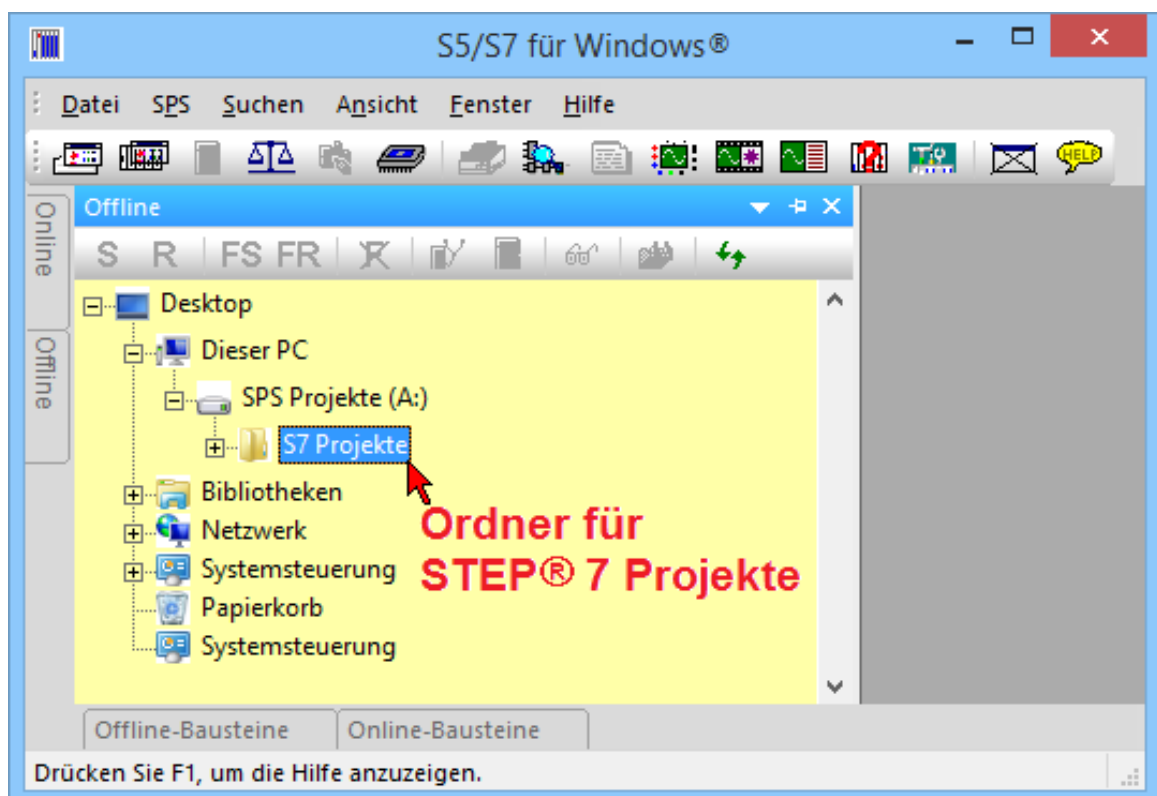 S5/S7 für Windows®
Datei SPS Suchen Ansicht Fenster Hilfe
HELP
Online
Offline
Offline
S R FS FR
Desktop
Dieser PC
SPS Projekte (A:)
S7 Projekte
Bibliotheken
Netzwerk
Systemsteuerung
Papierkorb
Systemsteuerung
Ordner für
STEP® 7 Projekte
Offline-Bausteine Online-Bausteine
Drücken Sie F1, um die Hilfe anzuzeigen.